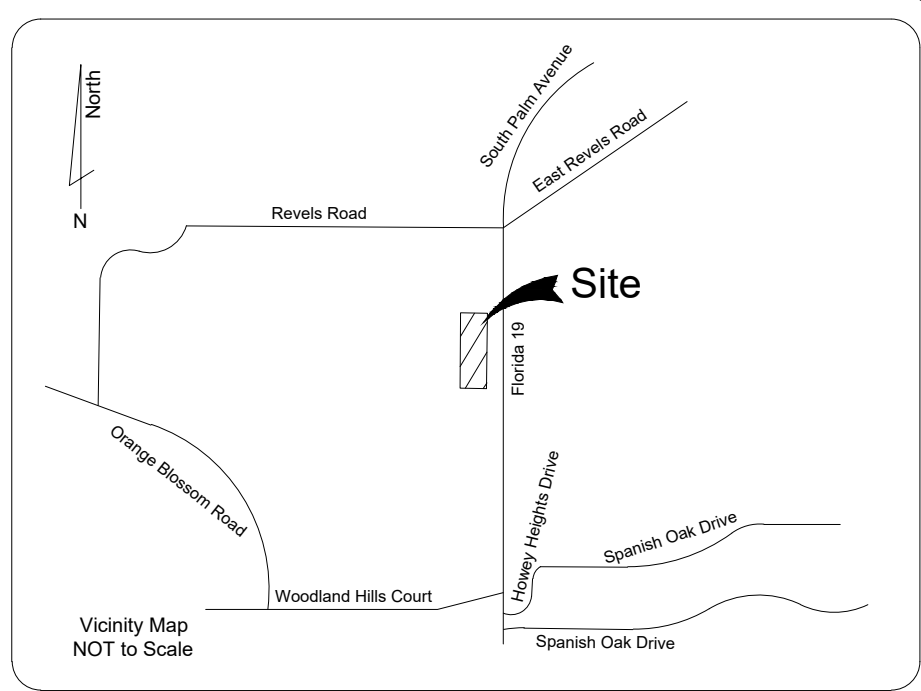 North
N
South Palm Avenue
East Revels Road
Revels Road
Site
Florida 19
Orange Blossom Road
Howey Heights Drive
Spanish Oak Drive
Woodland Hills Court
Spanish Oak Drive
Vicinity Map
NOT to Scale